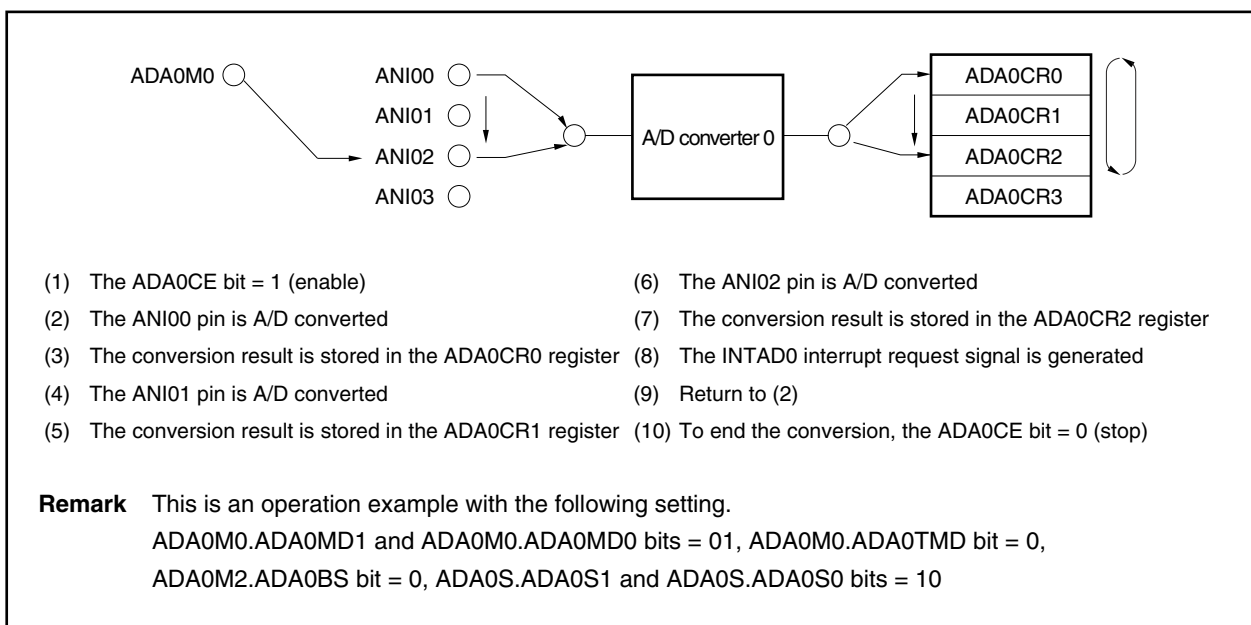 ADA0M0
ANI00
ANI01
ANI02
ANI03
A/D converter 0
ADA0CR0
ADA0CR1
ADA0CR2
ADA0CR3
(1) The ADA0CE bit = 1 (enable)
(2) The ANI00 pin is A/D converted
(3) The conversion result is stored in the ADA0CR0 register
(4) The ANI01 pin is A/D converted
(5) The conversion result is stored in the ADA0CR1 register
(6) The ANI02 pin is A/D converted
(7) The conversion result is stored in the ADA0CR2 register
(8) The INTAD0 interrupt request signal is generated
(9) Return to (2)
(10) To end the conversion, the ADA0CE bit = 0 (stop)
Remark This is an operation example with the following setting.
ADA0M0.ADA0MD1 and ADA0M0.ADA0MD0 bits = 01, ADA0M0.ADA0TMD bit = 0,
ADA0M2.ADA0BS bit = 0, ADA0S.ADA0S1 and ADA0S.ADA0S0 bits = 10